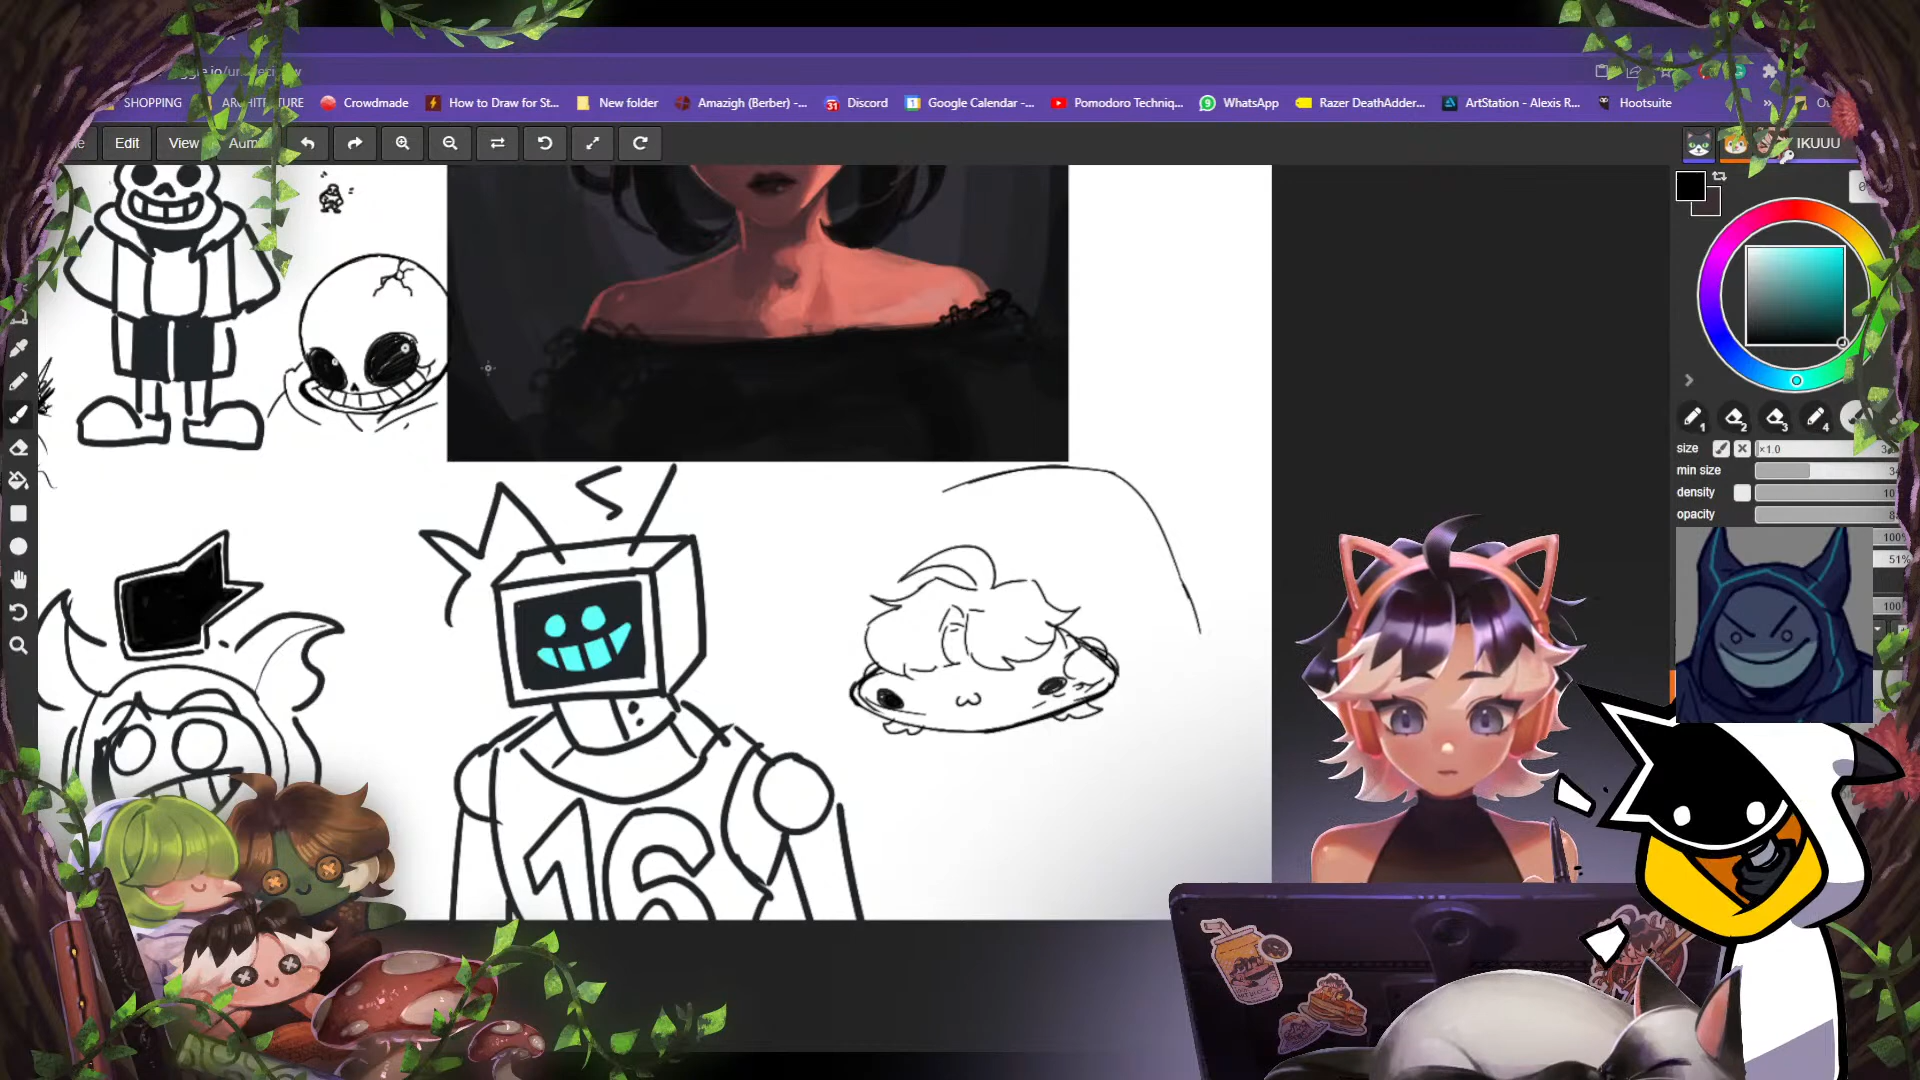 SHOPPING
Crowdmade
How to Draw for St...
New folder
Amazigh (Berber) -...
Discord
Google Calendar -...
Pomodoro Techniq...
WhatsApp
Razer DeathAdder...
ArtStation - Alexis R...
Hootsuite
Edit
View
IKUUU
size
×1.0
min size
density
opacity
100%
51%
100
16